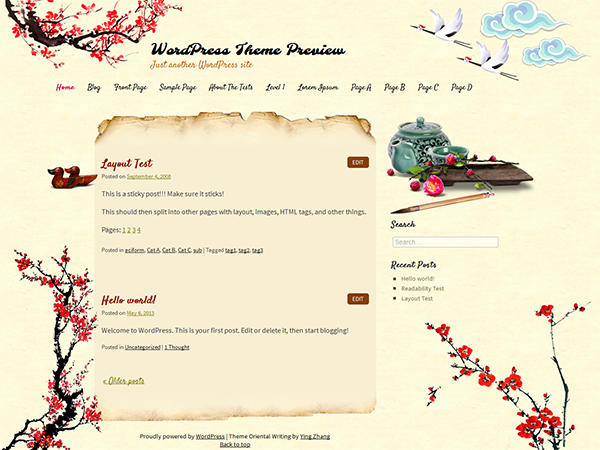 WordPress Theme Preview
Just another WordPress site
Home Blog Front Page Sample Page About The Tests Level 1 Lorem Ipsum Page A Page B Page C Page D
Layout Test
EDIT
Posted on September 4, 2008
This is a sticky post!!! Make sure it sticks!
This should then split into other pages with layout, images, HTML tags, and other things.
Pages: 1 2 3 4
Posted in aciform, Cat A, Cat B, Cat C, sub | Tagged tag1, tag2, tag3
Hello world!
EDIT
Posted on May 6, 2013
Welcome to WordPress. This is your first post. Edit or delete it, then start blogging!
Posted in Uncategorized | 1 Thought
« Older posts
Search
Search ...
Recent Posts
Hello world!
Readability Test
Layout Test
Proudly powered by WordPress | Theme Oriental Writing by Ying Zhang
Back to top